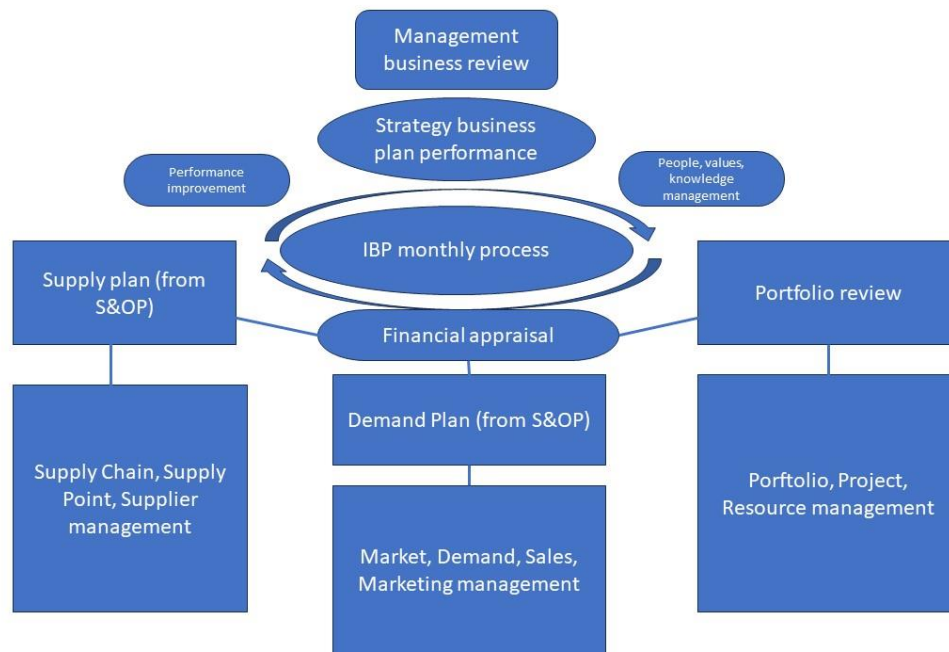 Management
business review
Strategy business
plan performance
Performance
improvement
People, values,
knowledge
management
IBP monthly process
Supply plan (from
S&OP)
Portfolio review
Financial appraisal
Demand Plan (from S&OP)
Supply Chain, Supply
Point, Supplier
management
Porftolio, Project,
Resource management
Market, Demand, Sales,
Marketing management